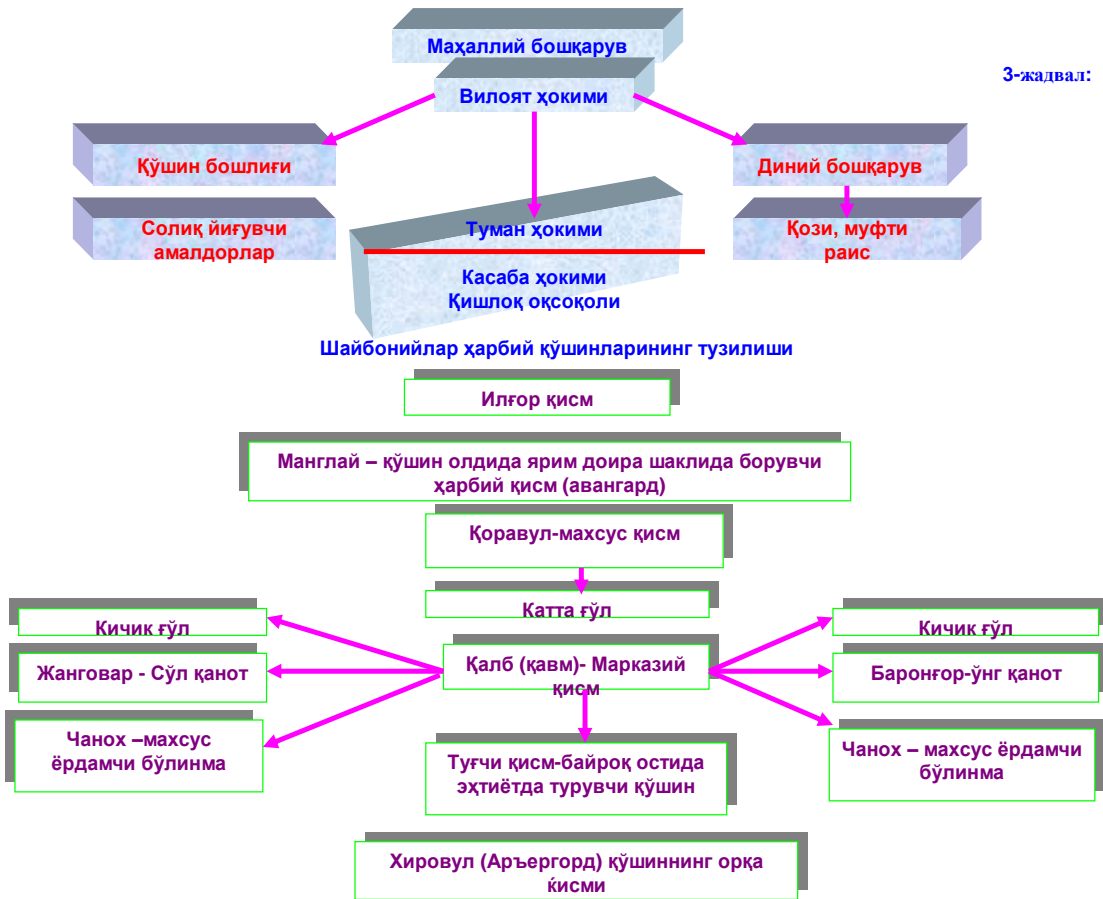 Маҳаллий бошқарув
3-жадвал:
Вилоят ҳокими
Қўшин бошлиғи
Диний бошқарув
Солиқ йиғувчи
амалдорлар
Туман ҳокими
Қози, муфти
раис
Касаба ҳокими
Қишлоқ оқсоқоли
Шайбонийлар ҳарбий қўшинларининг тузилиши
Илғор қисм
Манглай – қўшин олдида ярим доира шаклида борувчи
ҳарбий қисм (авангард)
Қоравул-махсус қисм
Катта ғўл
Кичик ғўл
Кичик ғўл
Жанговар - Сўл қанот
Қалб (қавм)- Марказий
қисм
Баронғор-ўнг қанот
Чанох –махсус
ёрдамчи бўлинма
Туғчи қисм-байроқ остида
эҳтиётда турувчи қўшин
Чанох – махсус ёрдамчи
бўлинма
Хировул (Аръергорд) қўшиннинг орқа
ќисми